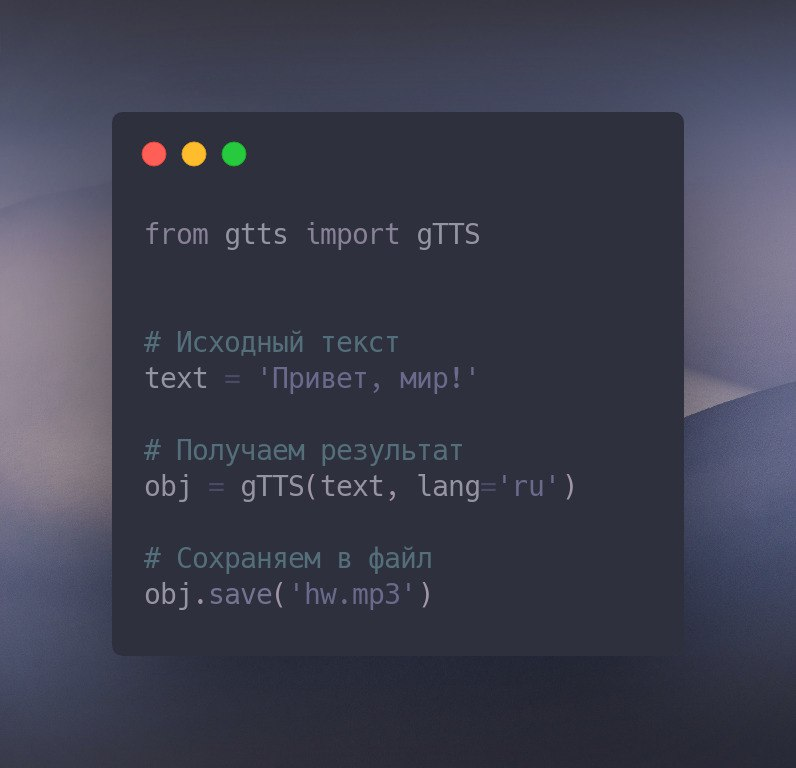 from gtts import gTTS
# Исходный текст
text = 'Привет, мир!'
# Получаем результат
obj = gTTS(text, lang='ru')
# Сохраняем в файл
obj.save('hw.mp3')